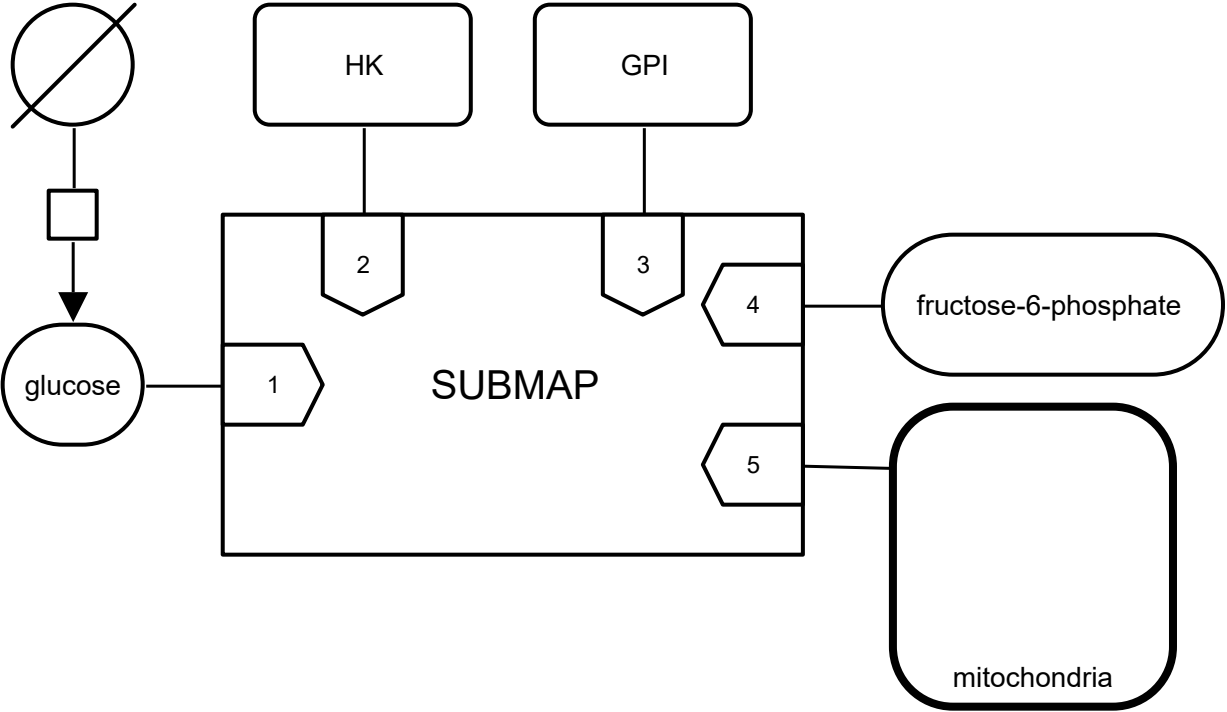 HK
GPI
2
3
4
fructose-6-phosphate
glucose
1
SUBMAP
5
mitochondria